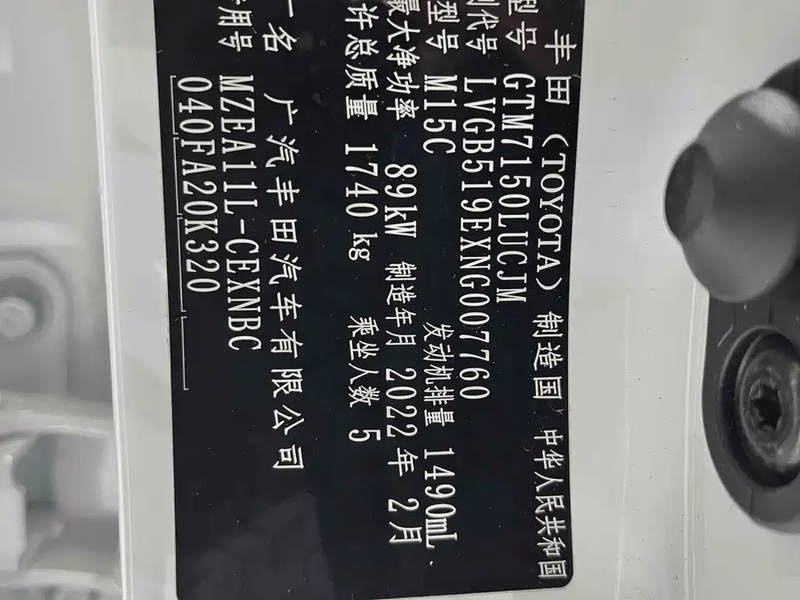 丰田（TOYOTA） 制造国 中华人民共和国
型号 GTM7150LUCJM
别代号 LVGB519EXNG007760
型号 M15C 发动机排量 1490mL
最大净功率 89kW 制造年月 2022年 2月
许总质量 1740 kg 乘坐人数 5
名 广汽丰田汽车有限公司
专用号 MZEA11L-CEXNBC
040FA20K320